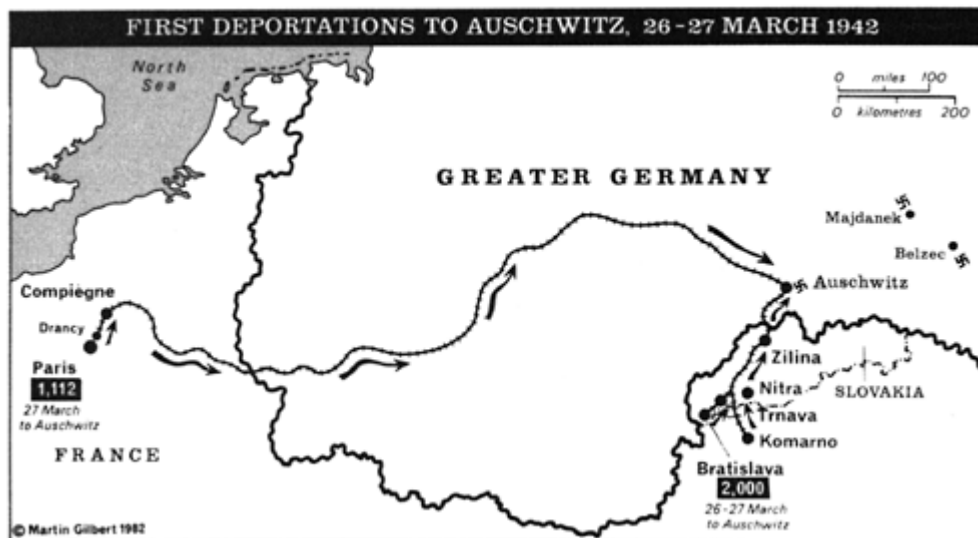 FIRST DEPORTATIONS TO AUSCHWITZ, 26-27 MARCH 1942
North
Sea
0 miles 100
0 kilometres 200
GREATER GERMANY
Majdanek
Belzec
Auschwitz
Compiègne
Drancy
Paris
1,112
27 March
to Auschwitz
FRANCE
Zilina
Nitra
SLOVAKIA
Trnava
Komarno
Bratislava
2,000
26-27 March
to Auschwitz
© Martin Gilbert 1982